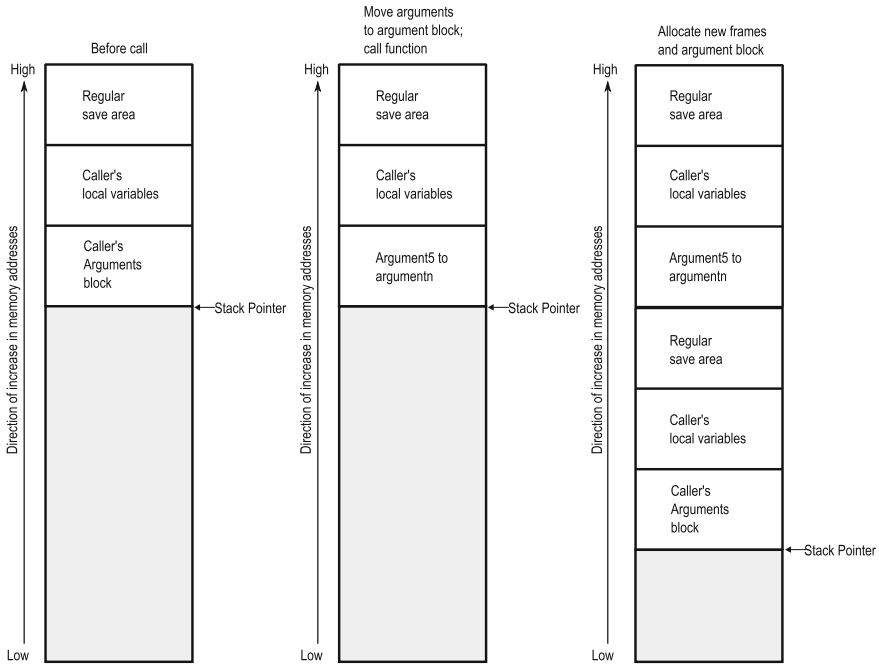 Before call
High
Regular
save area
Caller's
local variables
Caller's
Arguments
block
Stack Pointer
Direction of increase in memory addresses
Low
Move arguments
to argument block;
call function
High
Regular
save area
Caller's
local variables
Argument5 to
argumentn
Stack Pointer
Direction of increase in memory addresses
Low
Allocate new frames
and argument block
High
Regular
save area
Caller's
local variables
Argument5 to
argumentn
Regular
save area
Caller's
local variables
Caller's
Arguments
block
Stack Pointer
Direction of increase in memory addresses
Low